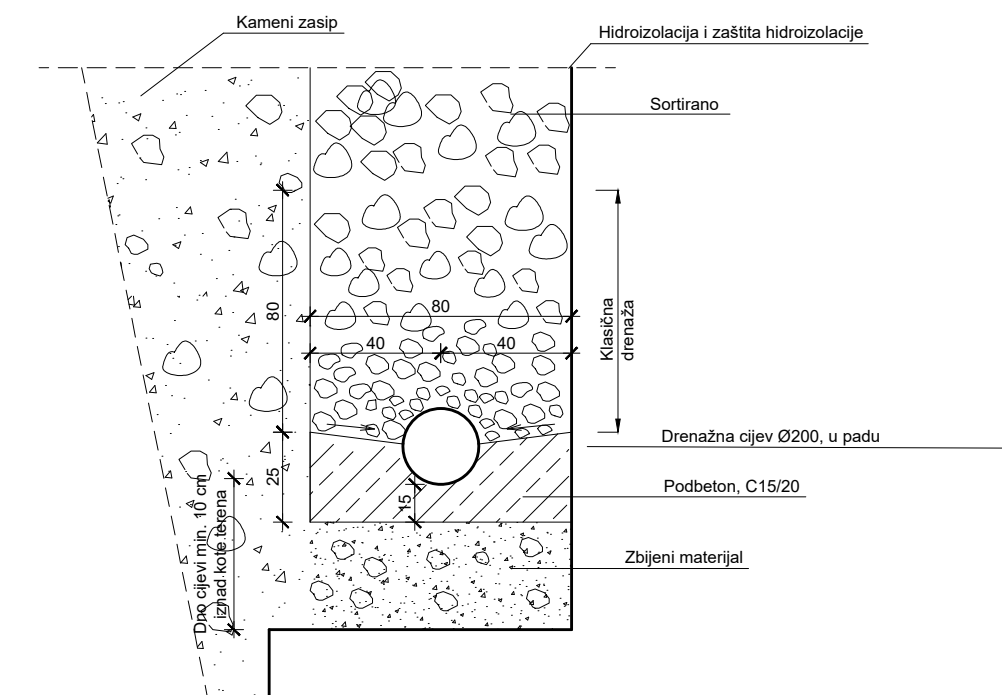 Kameni zasip
Hidroizolacija i zaštita hidroizolacije
Sortirano
80
80
40
40
Klasična
drenaža
Drenažna cijev Ø200, u padu
25
Podbeton, C15/20
15
Dno cijevi min. 10 cm
iznad kote terena
Zbijeni materijal